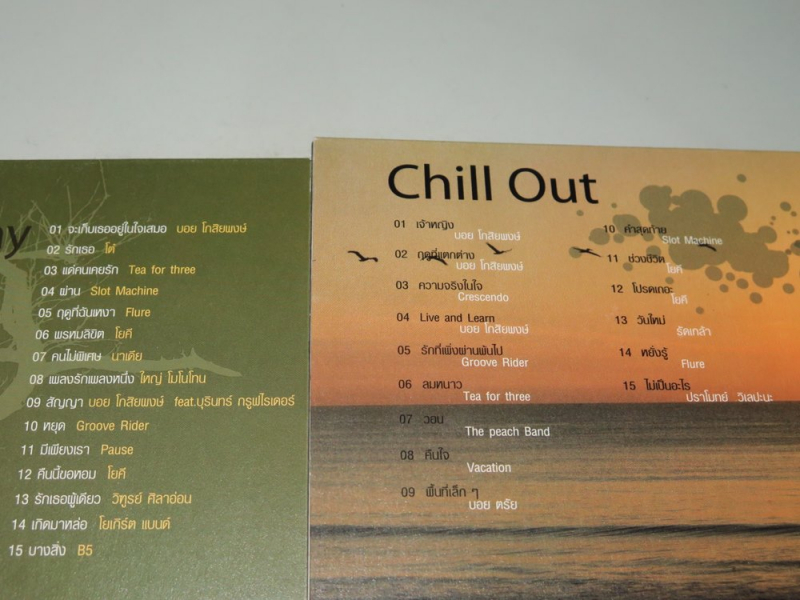 ay
01 จะเก็บเธออยู่ในใจเสมอ บอย โกสิยพงษ์
02 รักเธอ โต๋
03 แด่คนเคยรัก Tea for three
04 ผ่าน Slot Machine
05 ฤดูที่ฉันเหงา Flure
06 พรหมลิขิต โยคี
07 คนไม่พิเศษ นาเดีย
08 เพลงรักเพลงหนึ่ง ใหญ่ โมโนโทน
09 สัญญา บอย โกสิยพงษ์ feat.บุรินทร์ กรูฟไรเดอร์
10 หยุด Groove Rider
11 มีเพียงเรา Pause
12 คืนนี้ขอหอม โยคี
13 รักเธอผู้เดียว วิฑูรย์ ศิลาอ่อน
14 เกิดมาหล่อ โยเกิร์ต แบนด์
15 บางสิ่ง B5
Chill Out
01 เจ้าหญิง
บอย โกสิยพงษ์
02 ฤดูที่แตกต่าง
บอย โกสิยพงษ์
03 ความจริงในใจ
Crescendo
04 Live and Learn
บอย โกสิยพงษ์
05 รักที่เพิ่งผ่านพ้นไป
Groove Rider
06 ลมหนาว
Tea for three
07 วอน
The peach Band
08 คืนใจ
Vacation
09 พื้นที่เล็ก ๆ
บอย ตรัย
10 คำสุดท้าย
Slot Machine
11 ช่วงชีวิต
โยคี
12 โปรดเถอะ
โยคี
13 วันใหม่
รัดเกล้า
14 หยั่งรู้
Flure
15 ไม่เป็นอะไร
ปราโมทย์ วิเลปะนะ